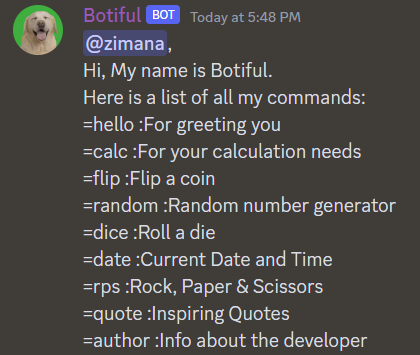 Botiful BOT Today at 5:48 PM
@zimana,
Hi, My name is Botiful.
Here is a list of all my commands:
=hello :For greeting you
=calc :For your calculation needs
=flip :Flip a coin
=random :Random number generator
=dice :Roll a die
=date :Current Date and Time
=rps :Rock, Paper & Scissors
=quote :Inspiring Quotes
=author :Info about the developer